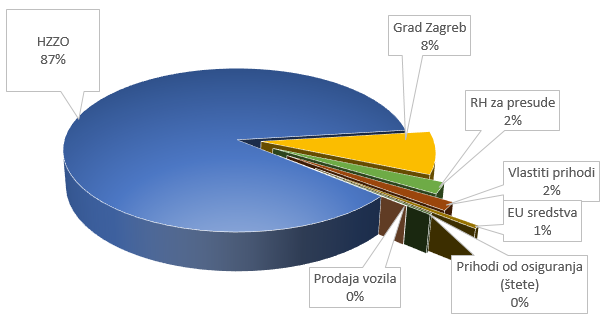 HZZO
87%
Grad Zagreb
8%
RH za presude
2%
Vlastiti prihodi
2%
EU sredstva
1%
Prihodi od osiguranja
(štete)
0%
Prodaja vozila
0%